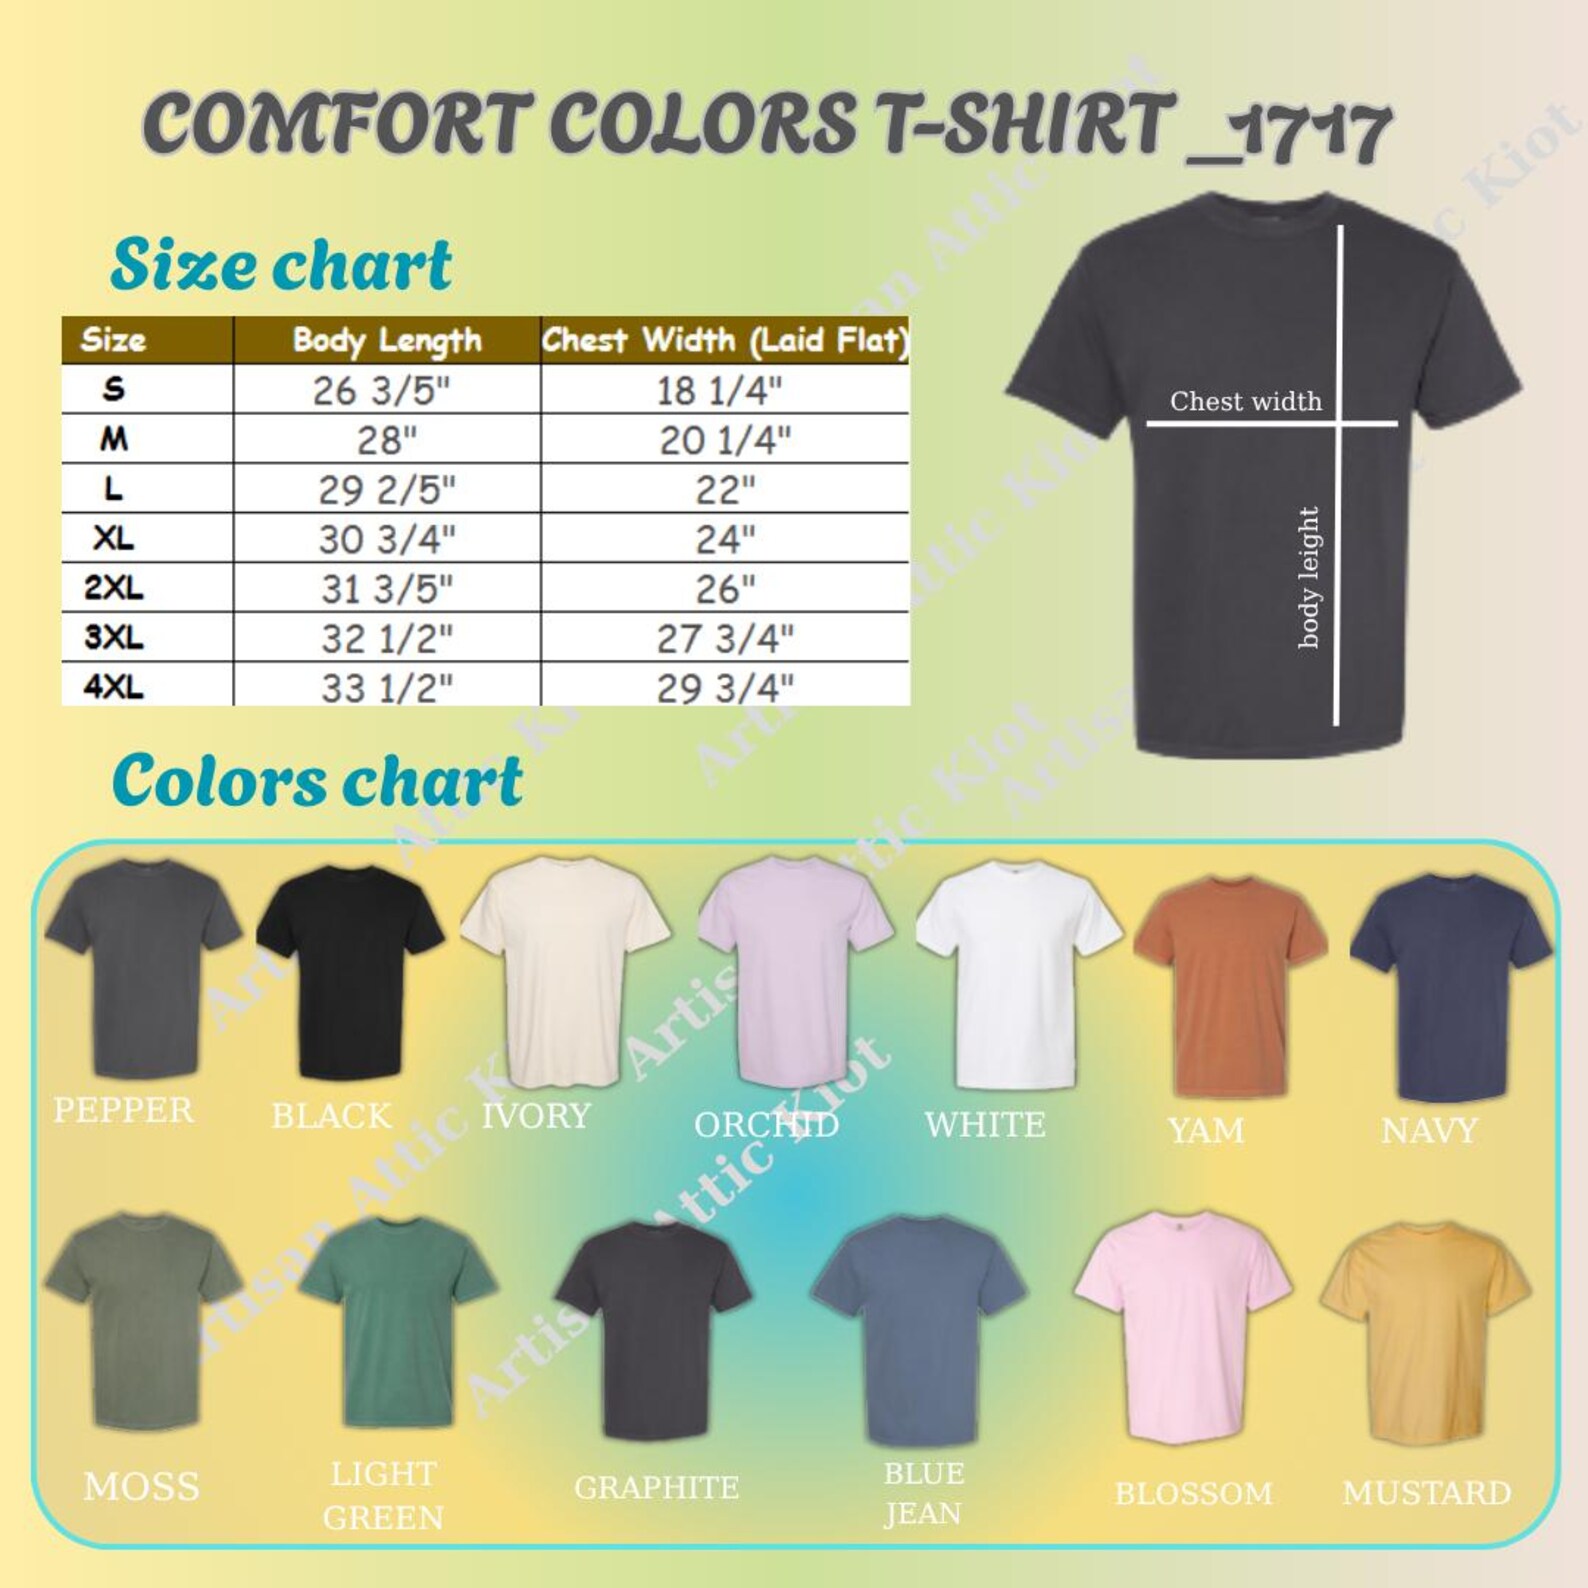 COMFORT COLORS T-SHIRT _1717
Size chart
Size Body Length Chest Width (Laid Flat)
S 26 3/5" 18 1/4"
M 28" 20 1/4"
L 29 2/5" 22"
XL 30 3/4" 24"
2XL 31 3/5" 26"
3XL 32 1/2" 27 3/4"
4XL 33 1/2" 29 3/4"
Chest width
body leight
Colors chart
PEPPER BLACK IVORY ORCHID WHITE YAM NAVY
MOSS LIGHT GREEN GRAPHITE BLUE JEAN BLOSSOM MUSTARD
Artisan Attic Kiot